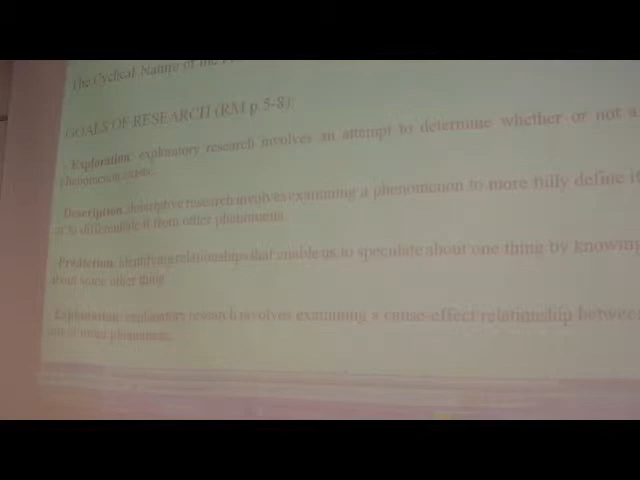 The Cyclical Nature of the
GOALS OF RESEARCH (RM p.5-8)
- Exploration: exploratory research involves an attempt to determine whether or not a
phenomenon exists.
-Description: descriptive research involves examining a phenomenon to more fully define it
or to differentiate it from other phenomena.
-Prediction: identifying relationships that enable us to speculate about one thing by knowing
about some other thing
-Explanation: explanatory research involves examining a cause-effect relationship between
phenomena.